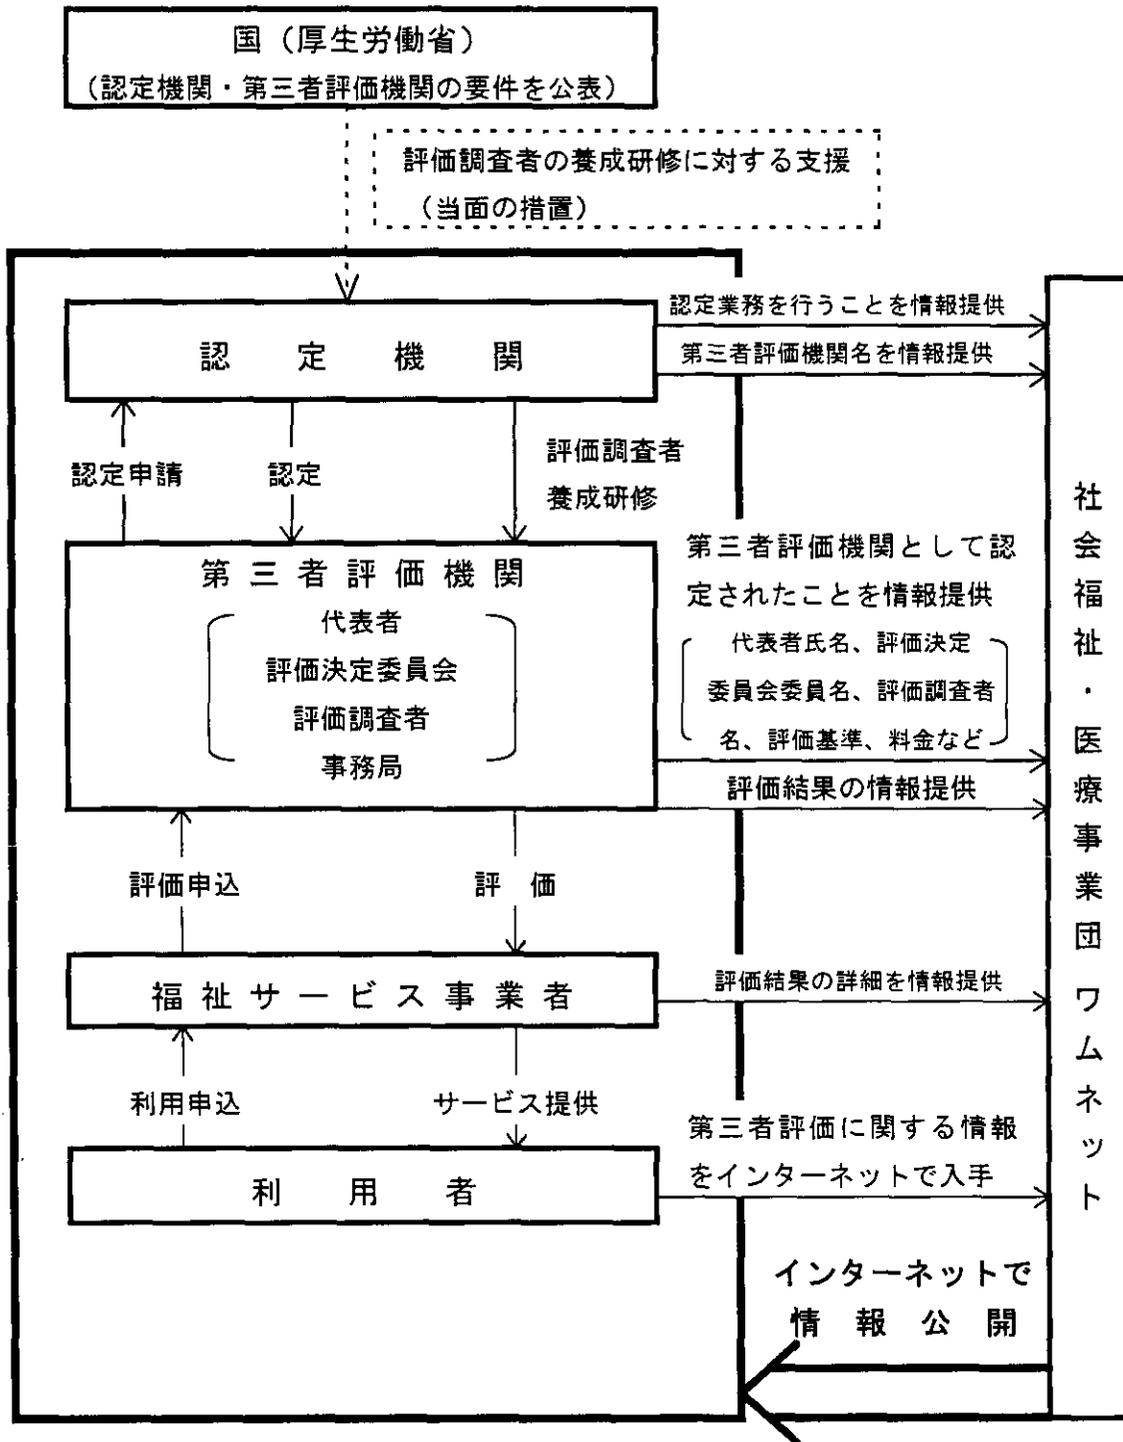 国（厚生労働省）
（認定機関・第三者評価機関の要件を公表）
評価調査者の養成研修に対する支援
（当面の措置）
認定機関
認定業務を行うことを情報提供
第三者評価機関名を情報提供
認定申請
認定
評価調査者
養成研修
第三者評価機関
代表者
評価決定委員会
評価調査者
事務局
第三者評価機関として認
定されたことを情報提供
代表者氏名、評価決定
委員会委員名、評価調査者
名、評価基準、料金など
評価結果の情報提供
評価申込
評価
福祉サービス事業者
評価結果の詳細を情報提供
利用申込
サービス提供
利用者
第三者評価に関する情報
をインターネットで入手
インターネットで
情報公開
社会福祉・医療事業団 ワムネット